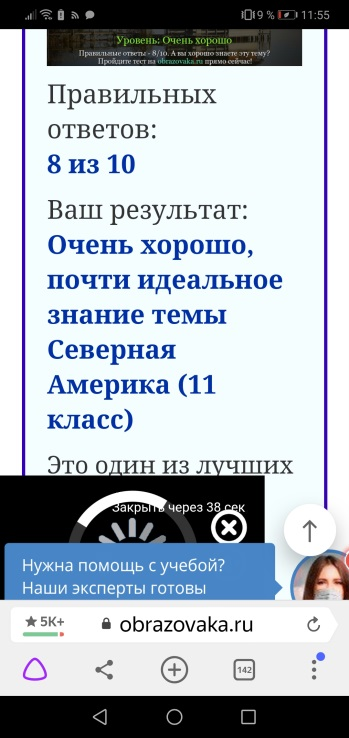 9 % 11:55
Уровень: Очень хорошо
Правильные ответы - 8/10. А вы хорошо знаете эту тему?
Пройдите тест на obrazovaka.ru прямо сейчас!
Правильных
ответов:
8 из 10
Ваш результат:
Очень хорошо,
почти идеальное
знание темы
Северная
Америка (11
класс)
Это один из лучших
Закрыть через 38 сек
Нужна помощь с учебой?
Наши эксперты готовы
5K+ obrazovaka.ru
142